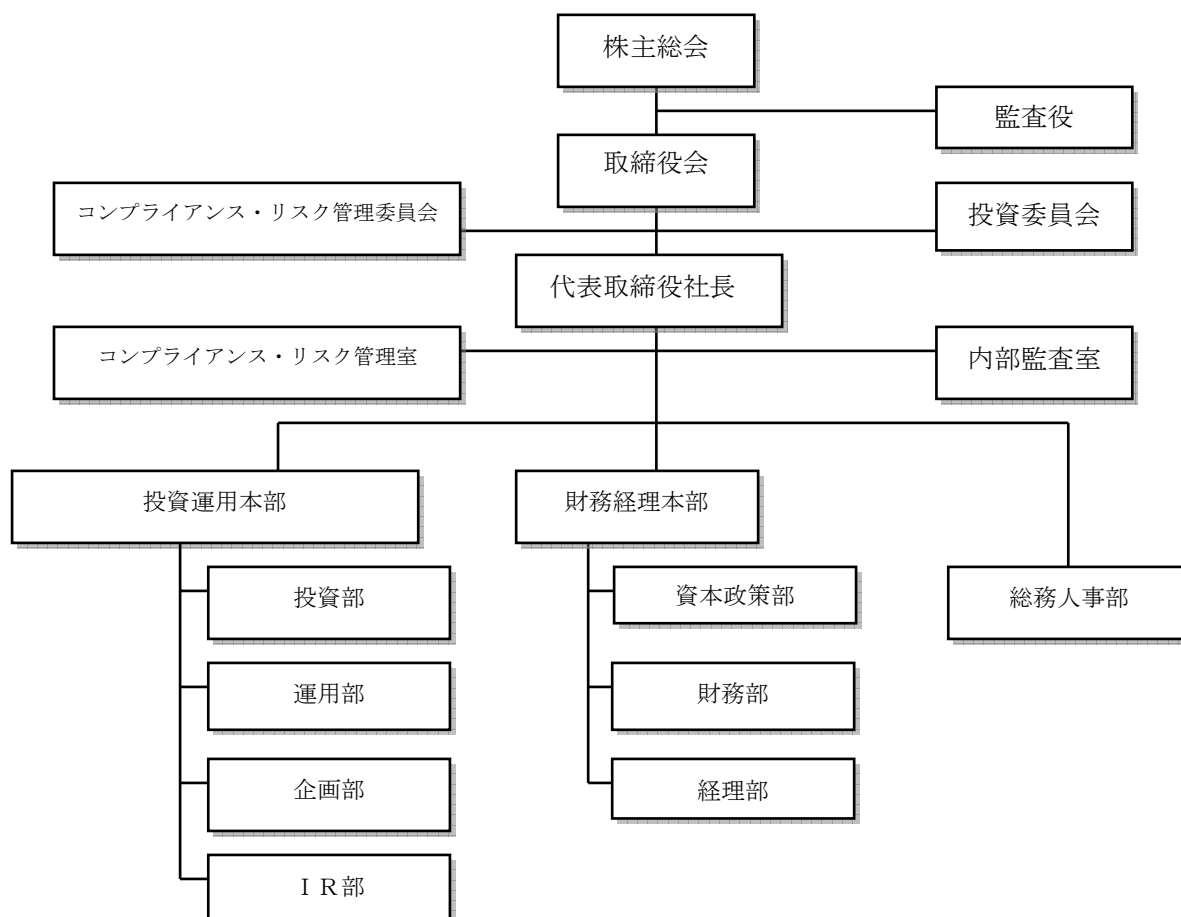 株主総会
監査役
取締役会
コンプライアンス・リスク管理委員会
投資委員会
代表取締役社長
コンプライアンス・リスク管理室
内部監査室
投資運用本部
財務経理本部
投資部
資本政策部
総務人事部
運用部
財務部
企画部
経理部
ＩＲ部